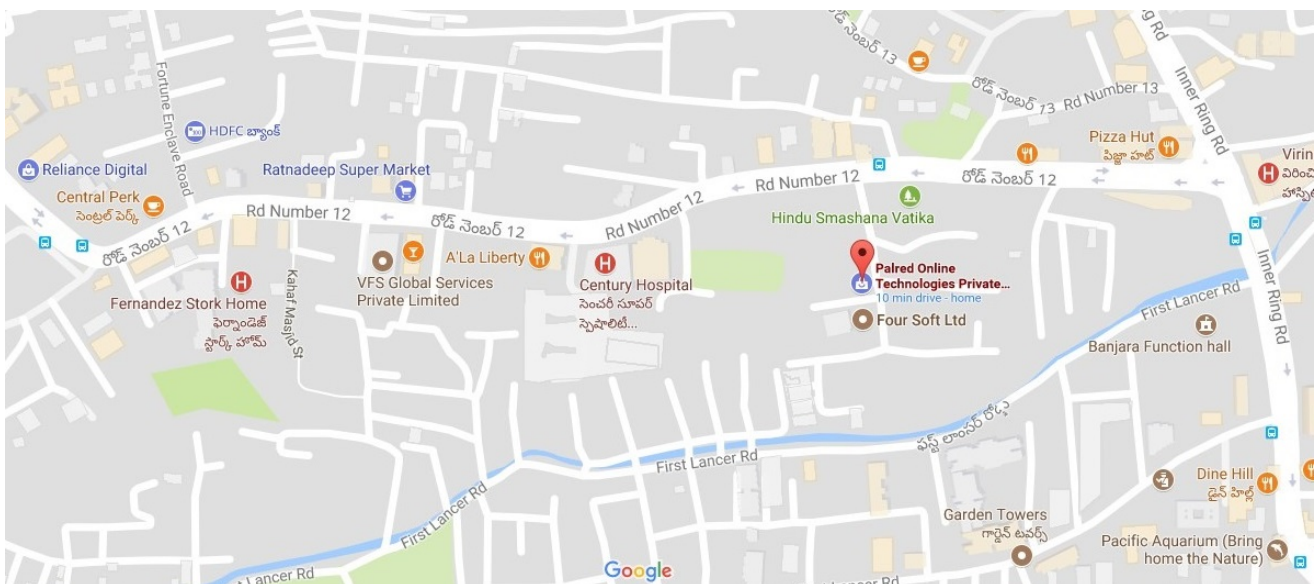 రోడ్ నెంబర్ 13
Inner Ring Rd
Fortune Enclave Road
రోడ్ నెంబర్ 13
Rd Number 13
HDFC బ్యాంక్
Pizza Hut
పిజ్జా హట్
Reliance Digital
Ratnadeep Super Market
Virin
విరించి
హాస్పిట
Central Perk
సెంట్రల్ పెర్క్
Rd Number 12
రోడ్ నెంబర్ 12
Rd Number 12
రోడ్ నెంబర్ 12
Rd Number 12
Hindu Smashana Vatika
రోడ్ నెంబర్ 12
A'La Liberty
Century Hospital
సెంచరీ సూపర్
స్పెషాలిటీ...
VFS Global Services
Private Limited
Palred Online
Technologies Private...
10 min drive - home
Fernandez Stork Home
ఫెర్నాండెజ్
స్టార్క్ హోమ్
Kahaf Masjid St
Four Soft Ltd
First Lancer Rd
Inner Ring Rd
Banjara Function hall
ఫస్ట్ లాంసర్ రోడ్డు
First Lancer Rd
First Lancer Rd
Dine Hill
డైన్ హిల్ల్
Garden Towers
గార్డెన్ టవర్స్
Pacific Aquarium (Bring
home the Nature)
Google
Lancer Rd
Lancer Rd